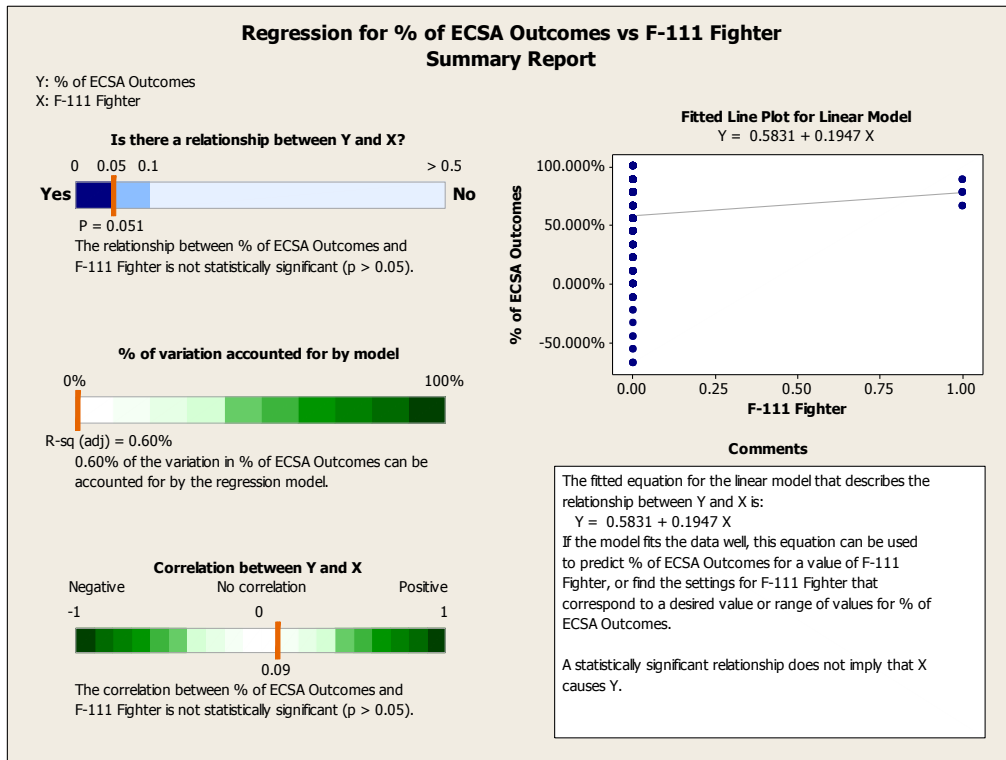 Regression for % of ECSA Outcomes vs F-111 Fighter
Summary Report
Y: % of ECSA Outcomes
X: F-111 Fighter
Is there a relationship between Y and X?
0 0.05 0.1 > 0.5
Yes No
P = 0.051
The relationship between % of ECSA Outcomes and
F-111 Fighter is not statistically significant (p > 0.05).
% of variation accounted for by model
0% 100%
R-sq (adj) = 0.60%
0.60% of the variation in % of ECSA Outcomes can be
accounted for by the regression model.
Correlation between Y and X
Negative No correlation Positive
-1 0 1
0.09
The correlation between % of ECSA Outcomes and
F-111 Fighter is not statistically significant (p > 0.05).
Fitted Line Plot for Linear Model
Y = 0.5831 + 0.1947 X
% of ECSA Outcomes
100.000%
50.000%
0.000%
-50.000%
0.00 0.25 0.50 0.75 1.00
F-111 Fighter
Comments
The fitted equation for the linear model that describes the
relationship between Y and X is:
Y = 0.5831 + 0.1947 X
If the model fits the data well, this equation can be used
to predict % of ECSA Outcomes for a value of F-111
Fighter, or find the settings for F-111 Fighter that
correspond to a desired value or range of values for % of
ECSA Outcomes.
A statistically significant relationship does not imply that X
causes Y.